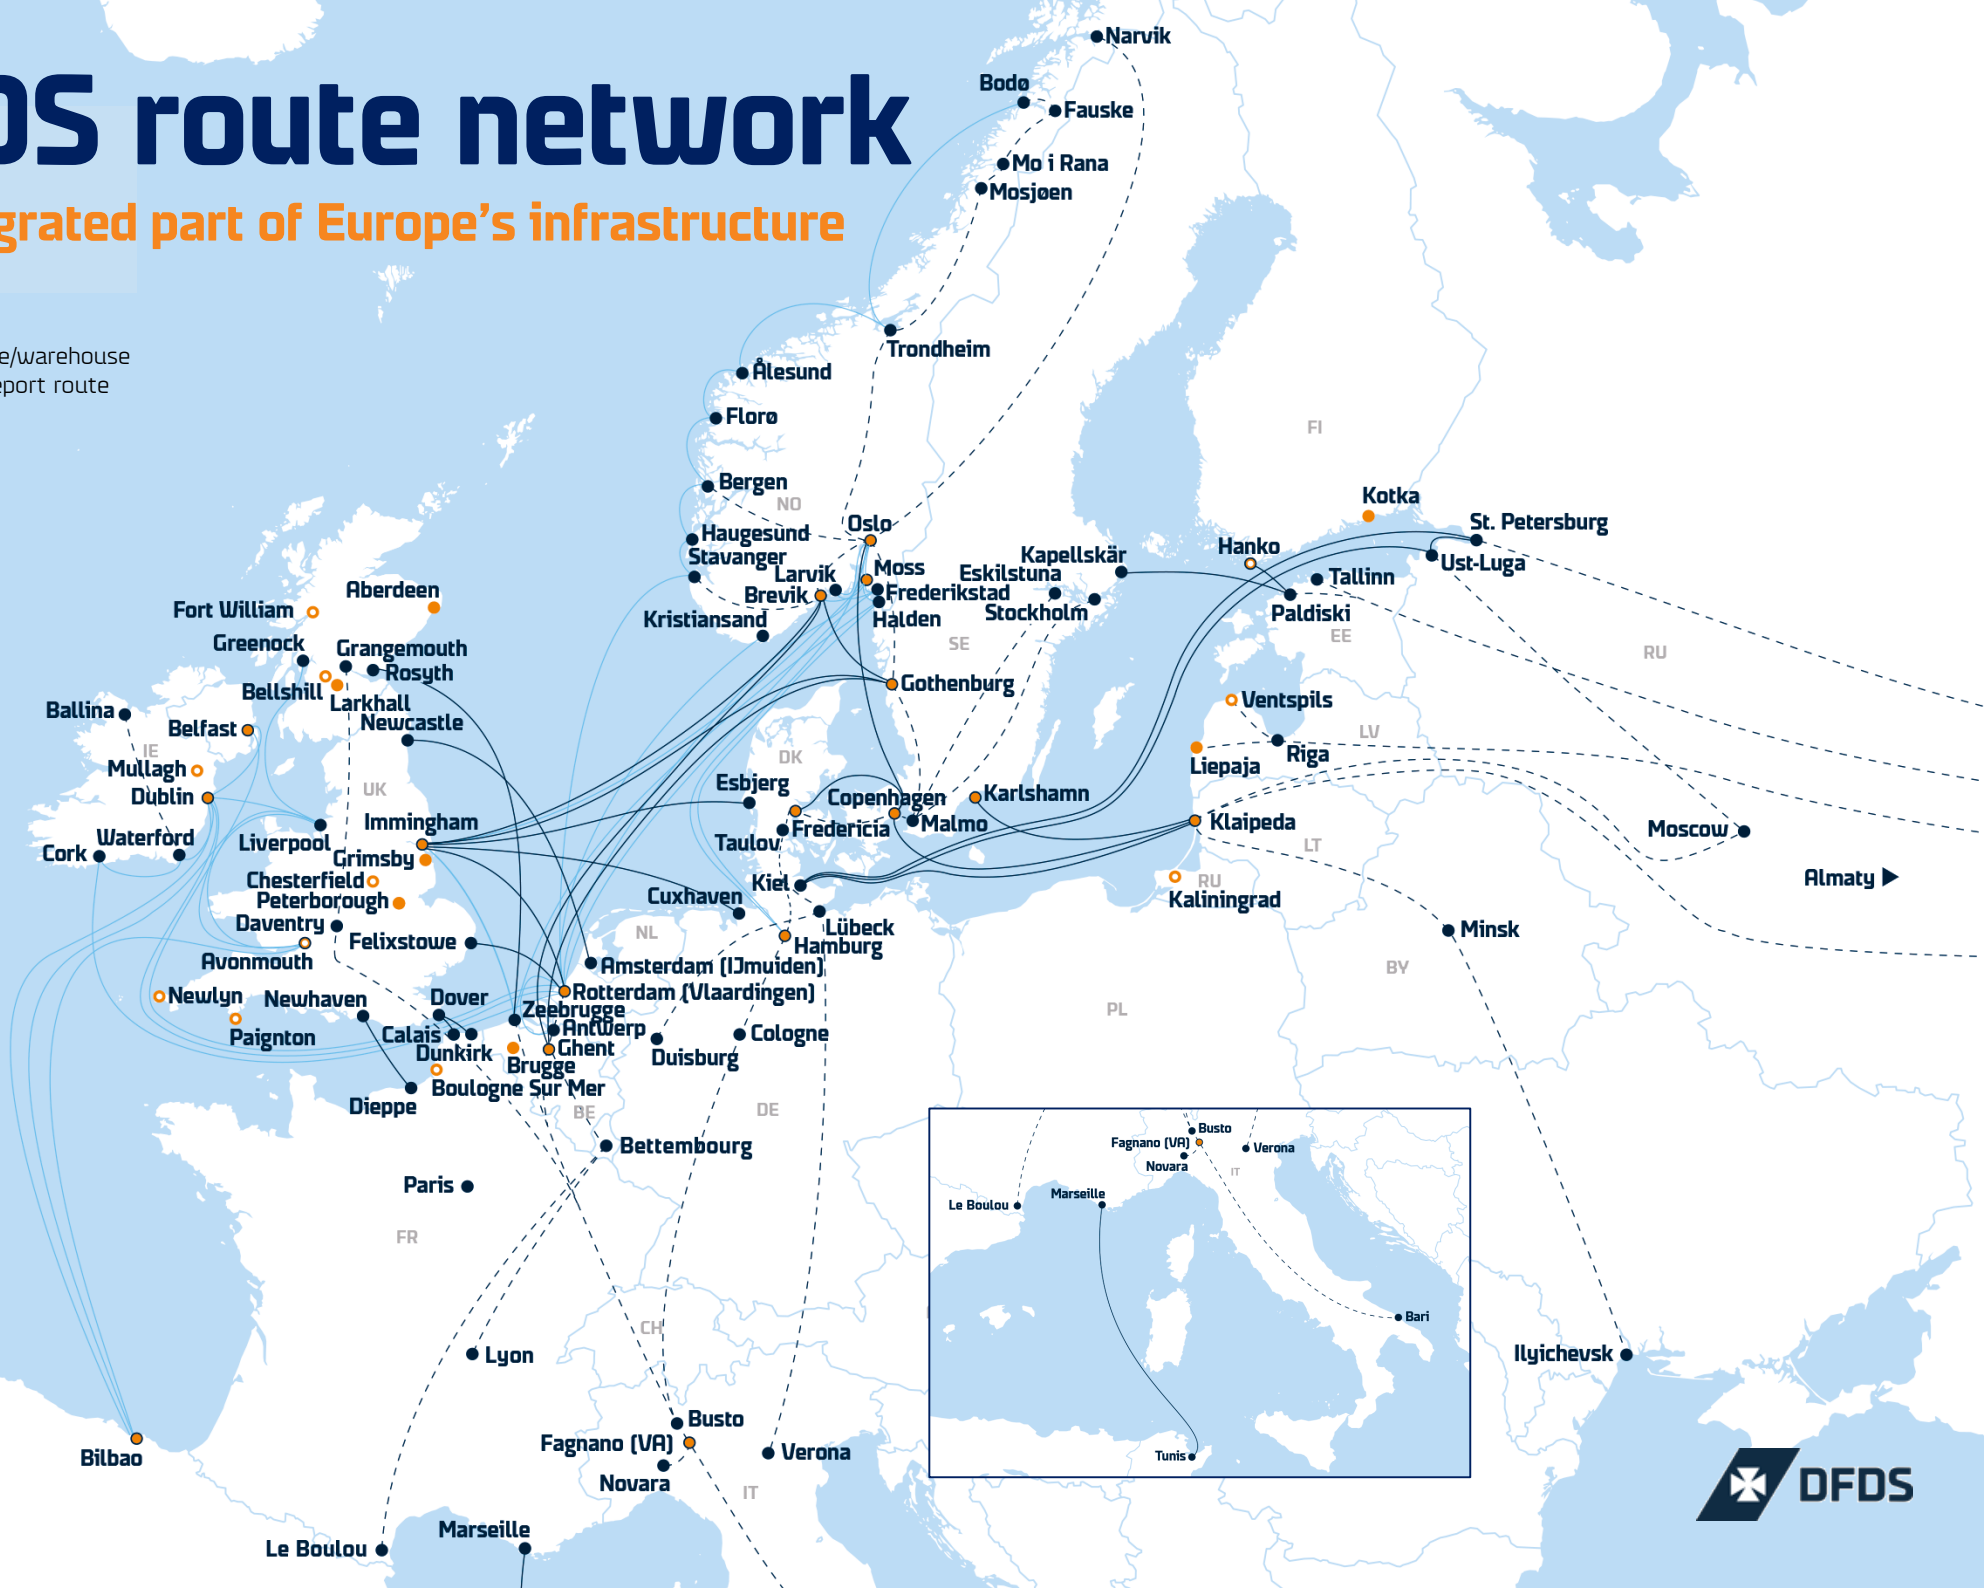 DS route network
grated part of Europe's infrastructure
e/warehouse
eport route
Narvik
Bodø
Fauske
Mo i Rana
Mosjøen
Trondheim
Ålesund
Florø
Bergen
NO
FI
Kotka
Oslo
St. Petersburg
Haugesund
Hanko
Stavanger
Kapellskär
Ust-Luga
Larvik
Moss
Eskilstuna
Tallinn
Aberdeen
Brevik
Frederikstad
Fort William
Stockholm
Paldiski
Kristiansand
Halden
EE
Greenock
Grangemouth
SE
RU
Rosyth
Bellshill
Gothenburg
Larkhall
Ventspils
Ballina
Newcastle
Belfast
LV
IE
DK
Riga
Mullagh
Liepaja
UK
Esbjerg
Dublin
Copenhagen
Karlshamn
Immingham
Klaipeda
Waterford
Fredericia
Malmo
Moscow
Liverpool
Taulov
LT
Cork
Grimsby
Almaty
Chesterfield
Kiel
RU
Peterborough
Cuxhaven
Kaliningrad
Daventry
Lübeck
Minsk
NL
Felixstowe
Hamburg
Avonmouth
Amsterdam (IJmuiden)
BY
Rotterdam (Vlaardingen)
Newlyn
Newhaven
Dover
Zeebrugge
PL
Antwerp
Calais
Cologne
Paignton
Ghent
Dunkirk
Duisburg
Brugge
Boulogne Sur Mer
Dieppe
BE
DE
Bettembourg
Paris
FR
Busto
Fagnano (VA)
Verona
Novara
IT
Marseille
Le Boulou
Bari
Tunis
CH
Lyon
Ilyichevsk
Busto
Fagnano (VA)
Verona
Bilbao
Novara
IT
DFDS
Marseille
Le Boulou